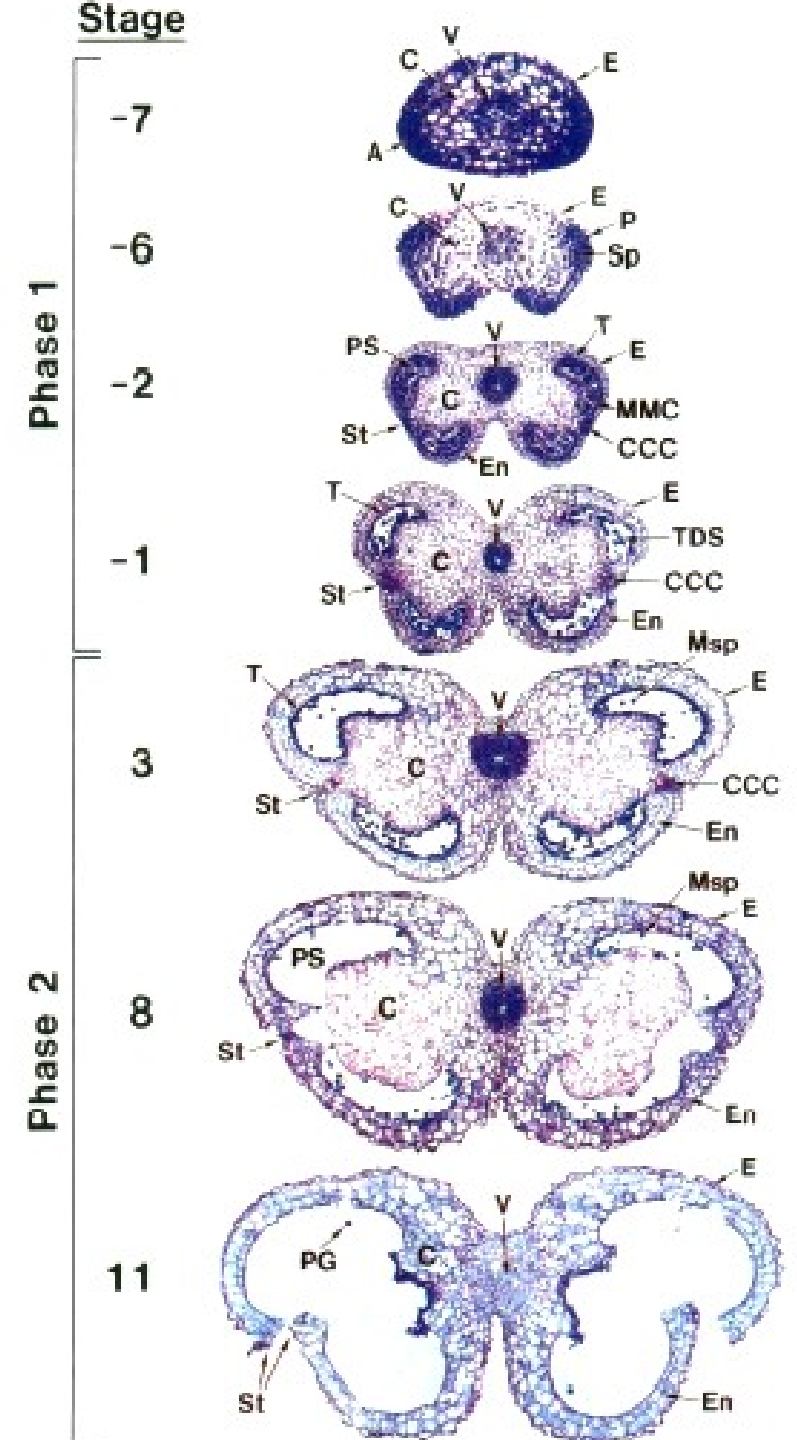 Stage
Phase 1
-7
V
C
E
A
-6
V
C
E
P
Sp
-2
V
T
PS
E
C
MMC
St
CCC
En
-1
T
V
E
TDS
C
CCC
St
En
Phase 2
3
Msp
T
E
V
C
CCC
St
En
8
Msp
E
V
PS
C
St
En
11
E
V
C
PG
St
En